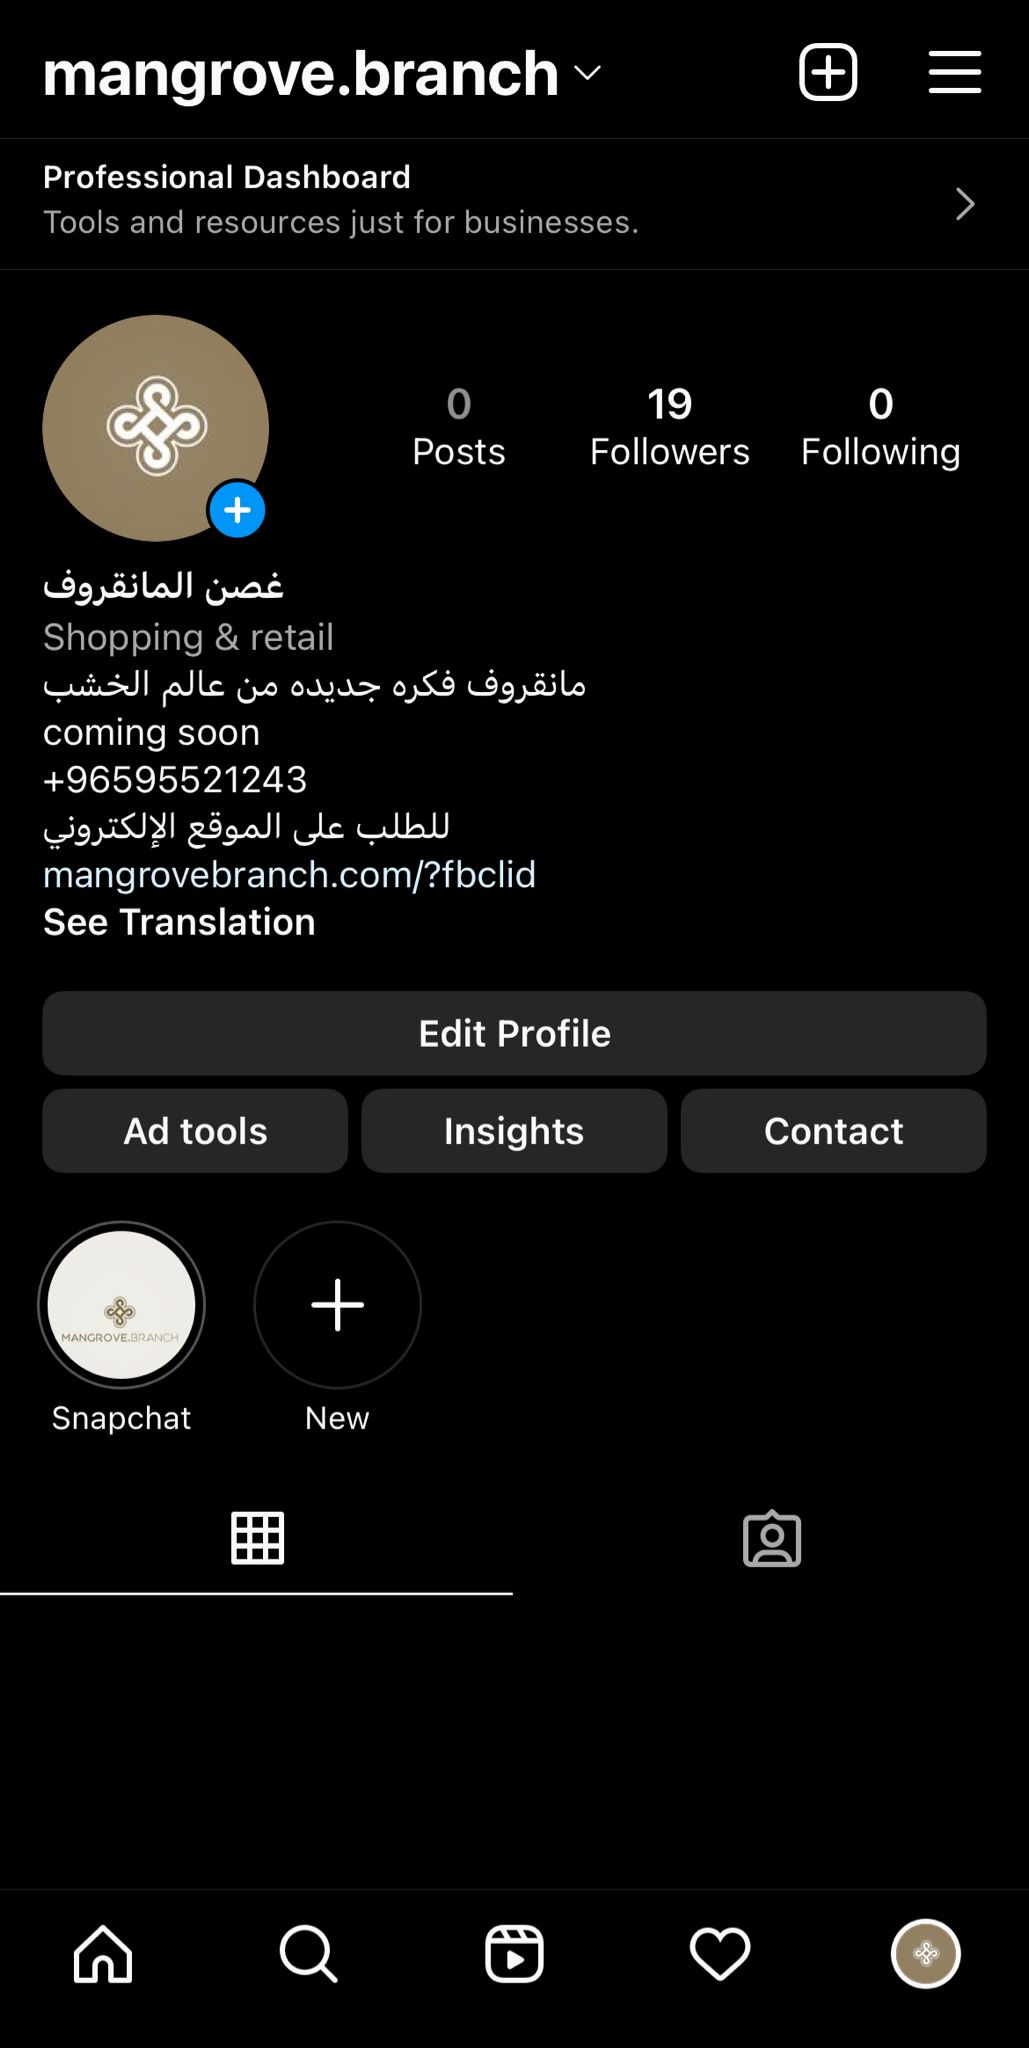 mangrove.branch
Professional Dashboard
Tools and resources just for businesses.
0
Posts
19
Followers
0
Following
غصن المانقروف
Shopping & retail
مانقروف فكره جديده من عالم الخشب
coming soon
+96595521243
للطلب على الموقع الإلكتروني
mangrovebranch.com/?fbclid
See Translation
Edit Profile
Ad tools
Insights
Contact
MANGROVE.BRANCH
Snapchat
New